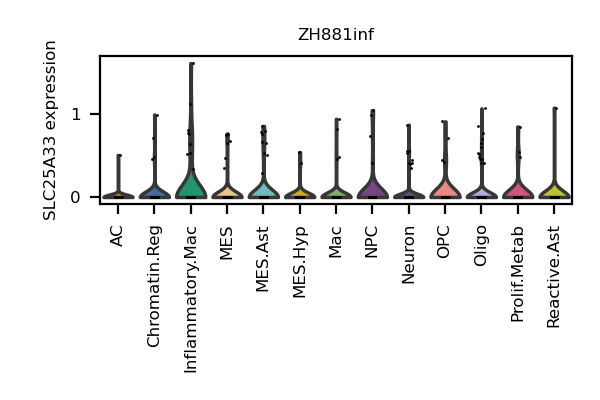 ZH881inf
SLC25A33 expression
1
0
AC
Chromatin.Reg
Inflammatory.Mac
MES
MES.Ast
MES.Hyp
Mac
NPC
Neuron
OPC
Oligo
Prolif.Metab
Reactive.Ast